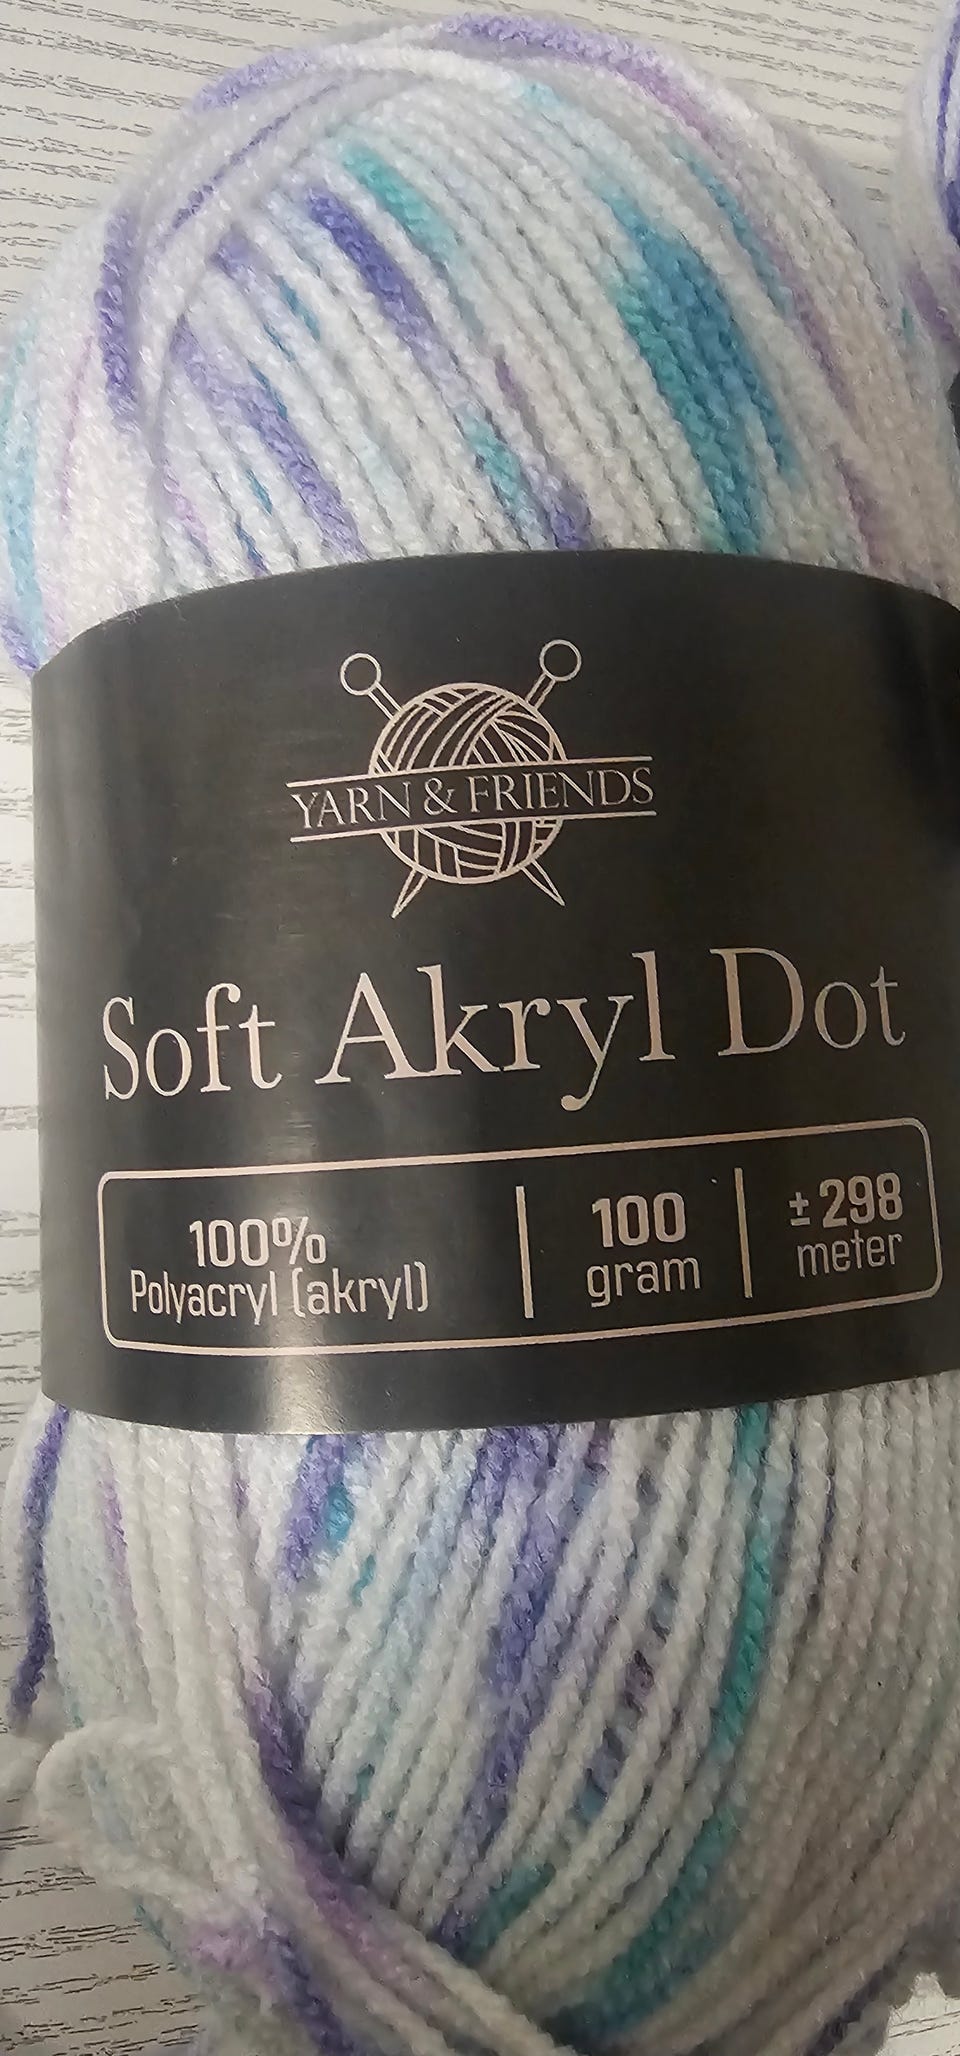 YARN & FRIENDS
Soft Akryl Dot
100%
Polyacryl (akryl)
100
gram
± 298
meter